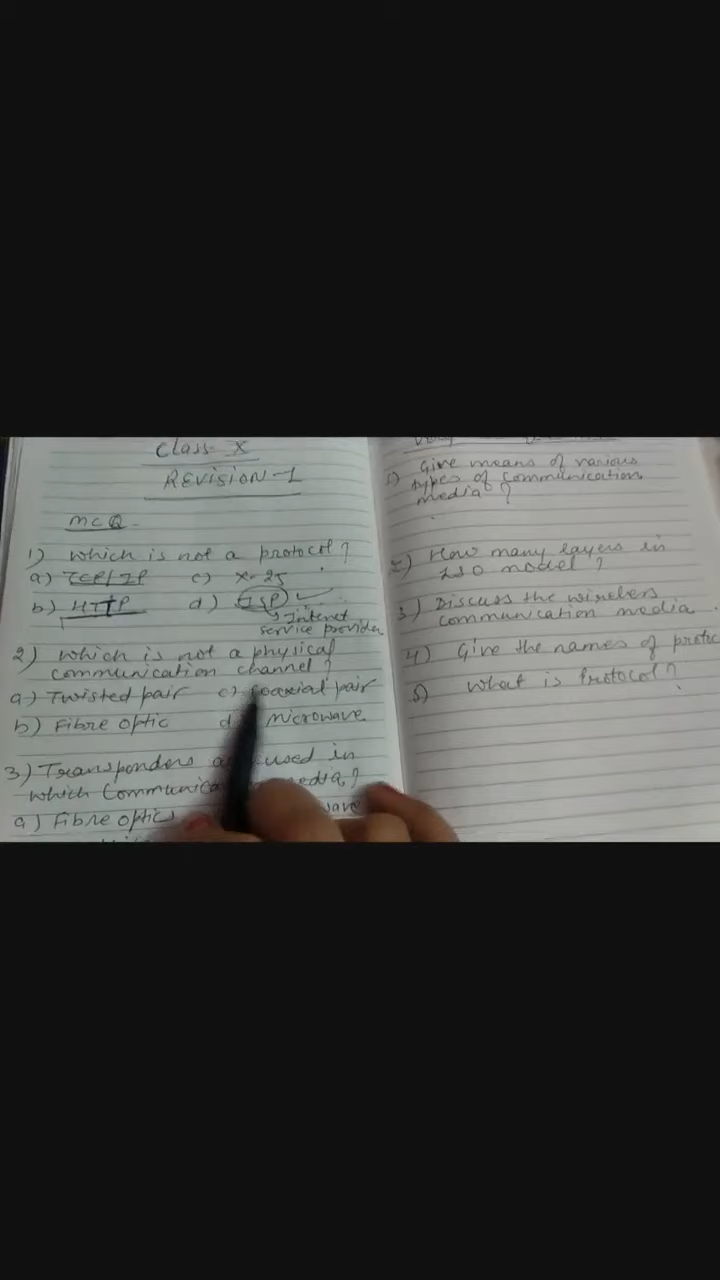 Class-X
REVISION-1
MCQ
1) Which is not a protocol?
a) TCP/IP c) X-25
b) HTTP d) ISP
Internet
service provider
2) Which is not a physical
communication channel?
a) Twisted pair c) coaxial pair
b) Fibre optic d) Microwave
3) Transponders are used in
which Communication media?
a) Fibre optic
1) Give means of various
types of communication
media?
2) How many layers in
ISO model?
3) Discuss the wireless
communication media.
4) Give the names of
5) What is Protocol?